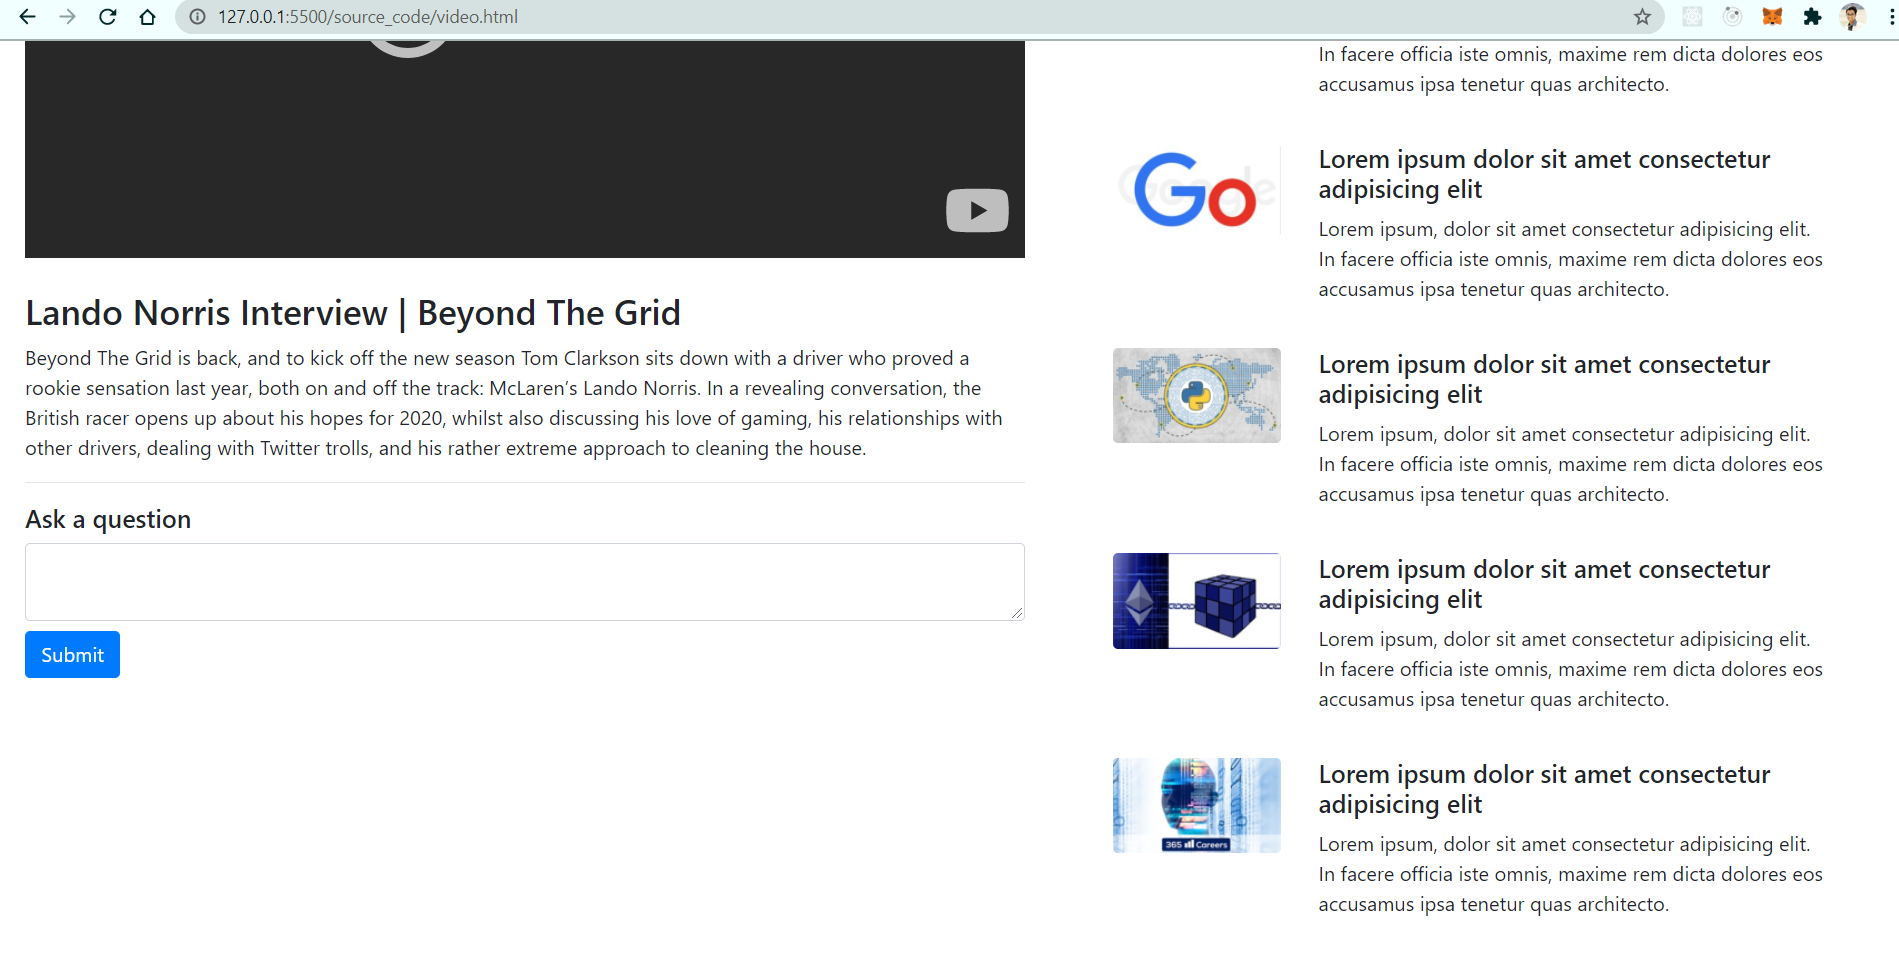 127.0.0.1:5500/source_code/video.html
Lando Norris Interview | Beyond The Grid
Beyond The Grid is back, and to kick off the new season Tom Clarkson sits down with a driver who proved a
rookie sensation last year, both on and off the track: McLaren’s Lando Norris. In a revealing conversation, the
British racer opens up about his hopes for 2020, whilst also discussing his love of gaming, his relationships with
other drivers, dealing with Twitter trolls, and his rather extreme approach to cleaning the house.
Ask a question
Submit
In facere officia iste omnis, maxime rem dicta dolores eos
accusamus ipsa tenetur quas architecto.
Google
Go
Lorem ipsum dolor sit amet consectetur
adipisicing elit
Lorem ipsum, dolor sit amet consectetur adipisicing elit.
In facere officia iste omnis, maxime rem dicta dolores eos
accusamus ipsa tenetur quas architecto.
Lorem ipsum dolor sit amet consectetur
adipisicing elit
Lorem ipsum, dolor sit amet consectetur adipisicing elit.
In facere officia iste omnis, maxime rem dicta dolores eos
accusamus ipsa tenetur quas architecto.
Lorem ipsum dolor sit amet consectetur
adipisicing elit
Lorem ipsum, dolor sit amet consectetur adipisicing elit.
In facere officia iste omnis, maxime rem dicta dolores eos
accusamus ipsa tenetur quas architecto.
365 Careers
Lorem ipsum dolor sit amet consectetur
adipisicing elit
Lorem ipsum, dolor sit amet consectetur adipisicing elit.
In facere officia iste omnis, maxime rem dicta dolores eos
accusamus ipsa tenetur quas architecto.